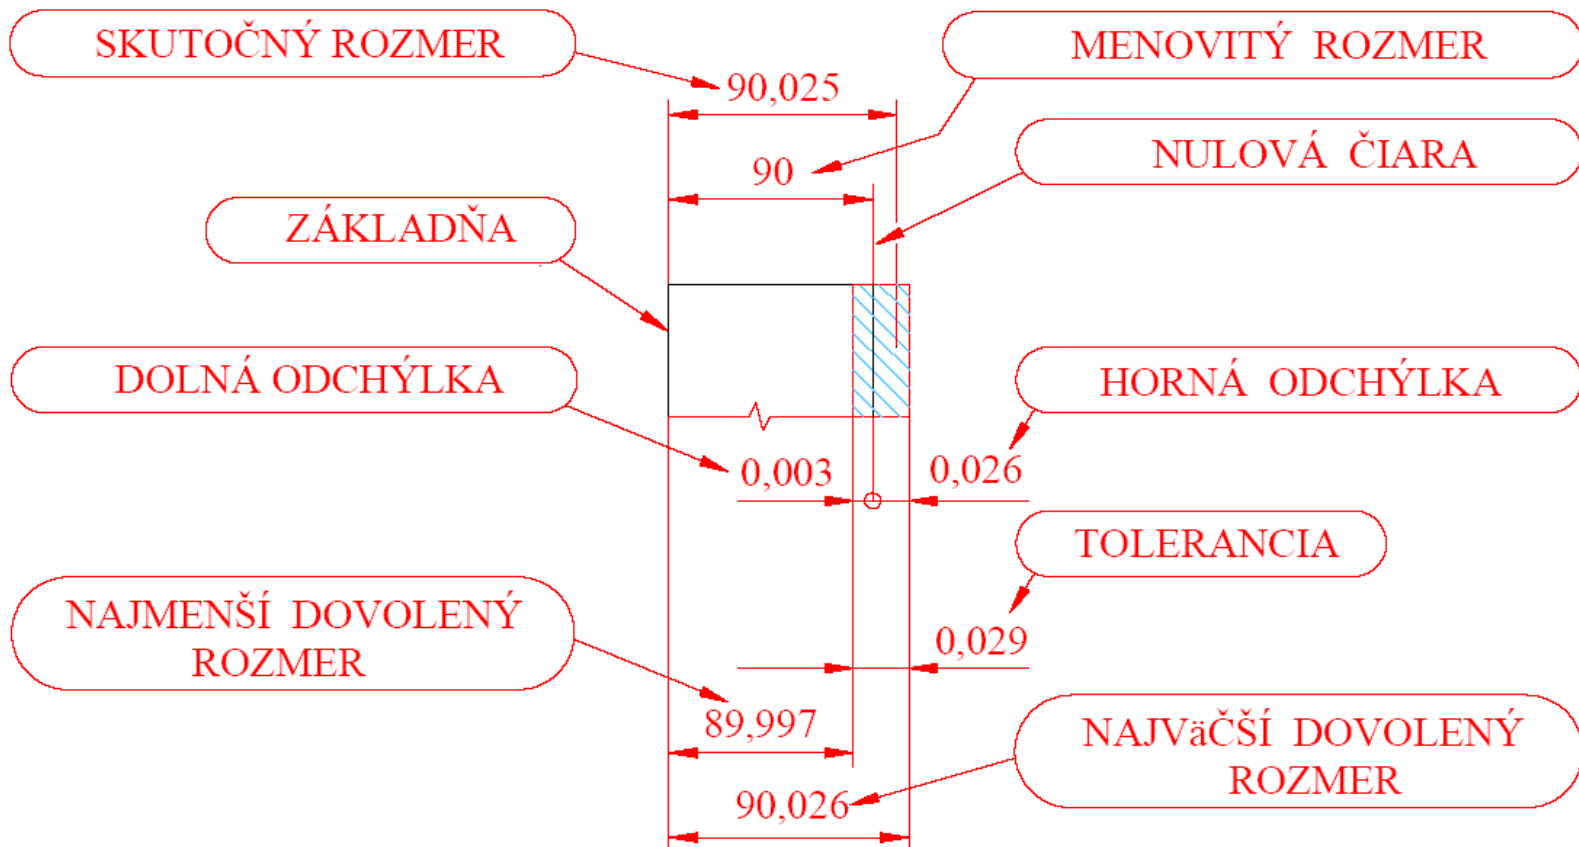 SKUTOČNÝ ROZMER
MENOVITÝ ROZMER
90,025
NULOVÁ ČIARA
90
ZÁKLADŇA
DOLNÁ ODCHÝLKA
HORNÁ ODCHÝLKA
0,003
0,026
TOLERANCIA
NAJMENŠÍ DOVOLENÝ
ROZMER
0,029
89,997
NAJVäČŠÍ DOVOLENÝ
ROZMER
90,026